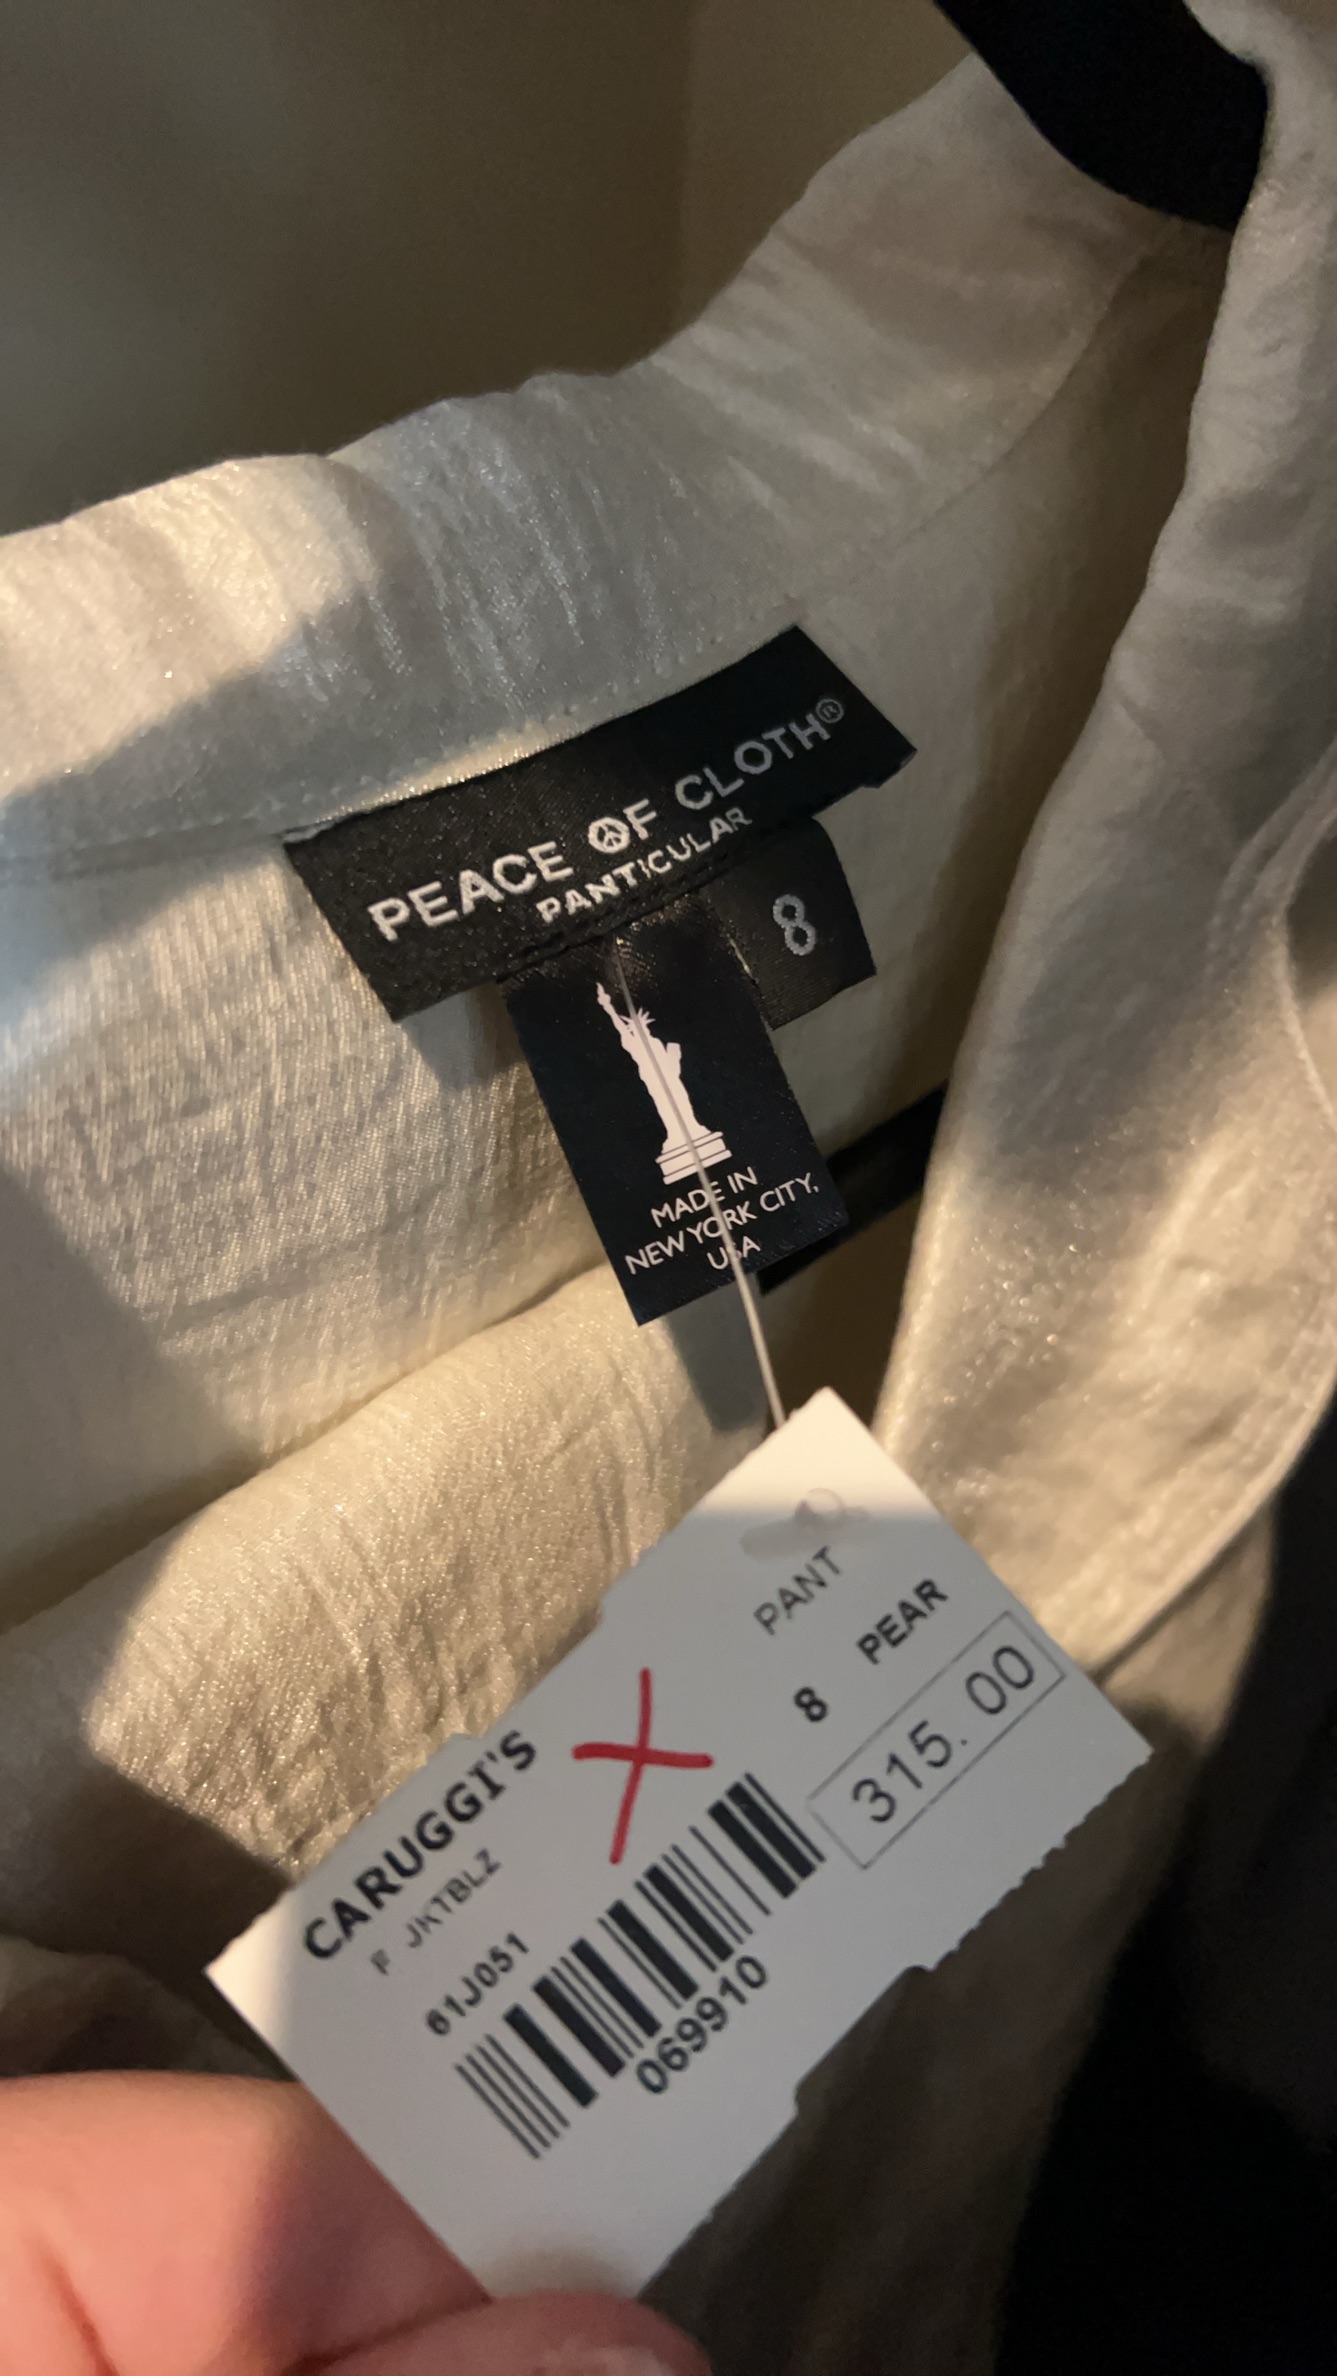 PEACE OF CLOTH®
PANTICULAR
8
MADE IN
NEW YORK CITY,
USA
PANT
8 PEAR
315.00
CARUGGI'S
F JKTBLZ
61J051
069910